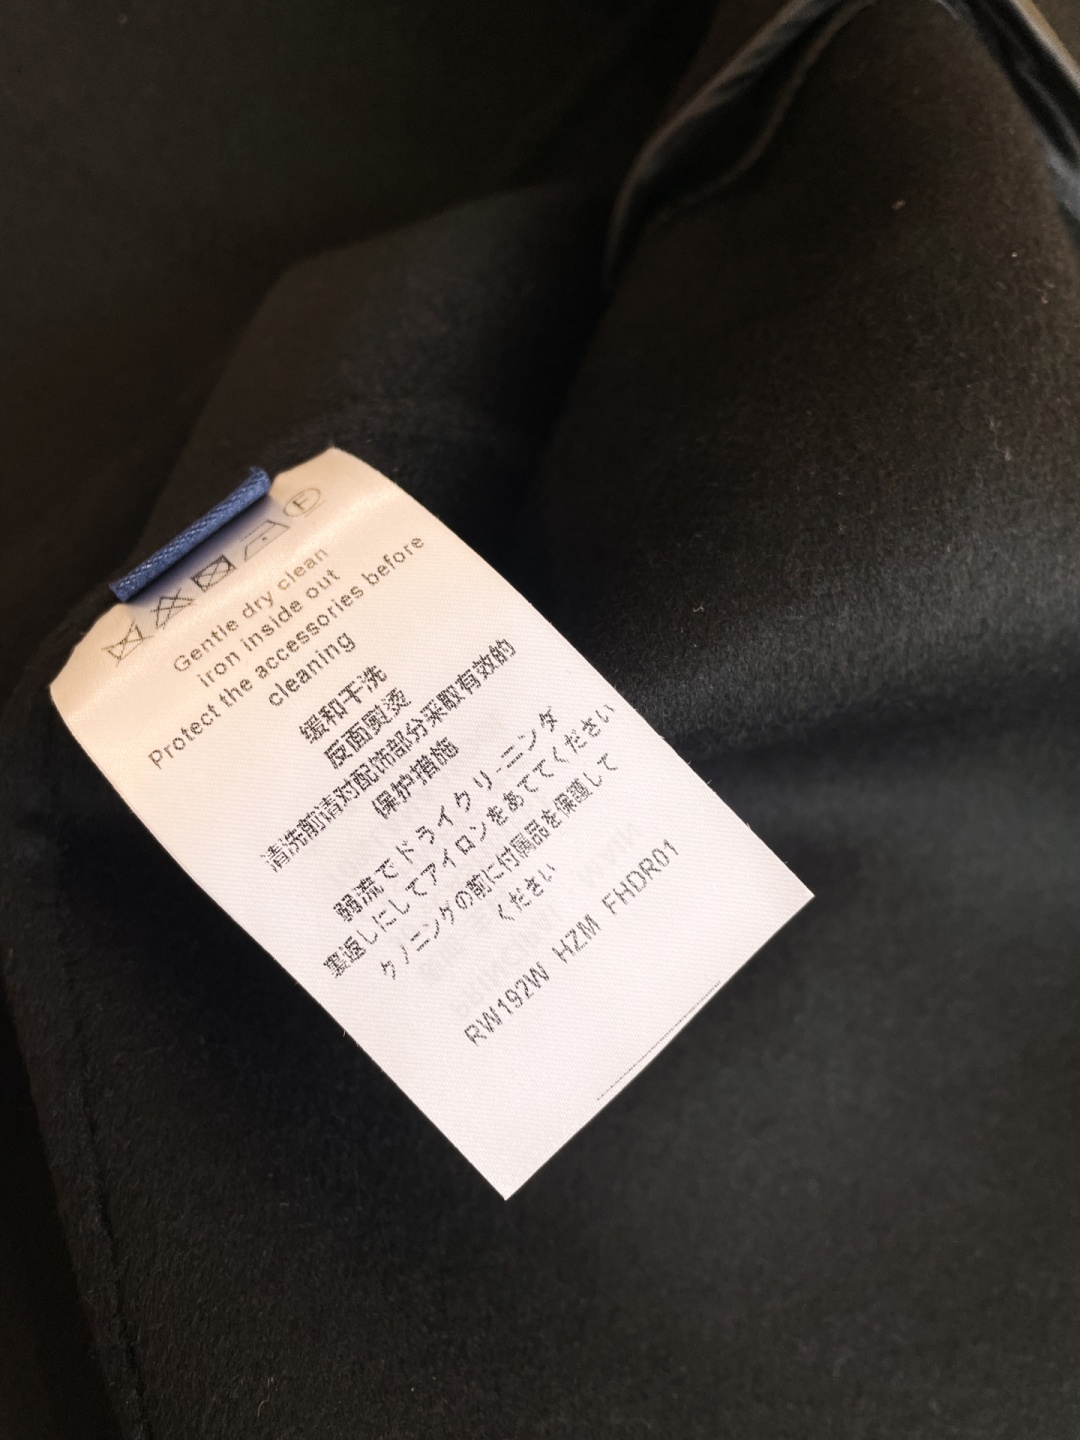 F
Gentle dry clean
iron inside out
Protect the accessories before
cleaning
缓和干洗
反面熨烫
清洗前请对配饰部分采取有效的
保护措施
弱流でドライクリ-ニンダ
裏返しにしてアイロンをあててください
クノニンゲの前に付属品を保護して
ください
RW192W HZM FHDR01